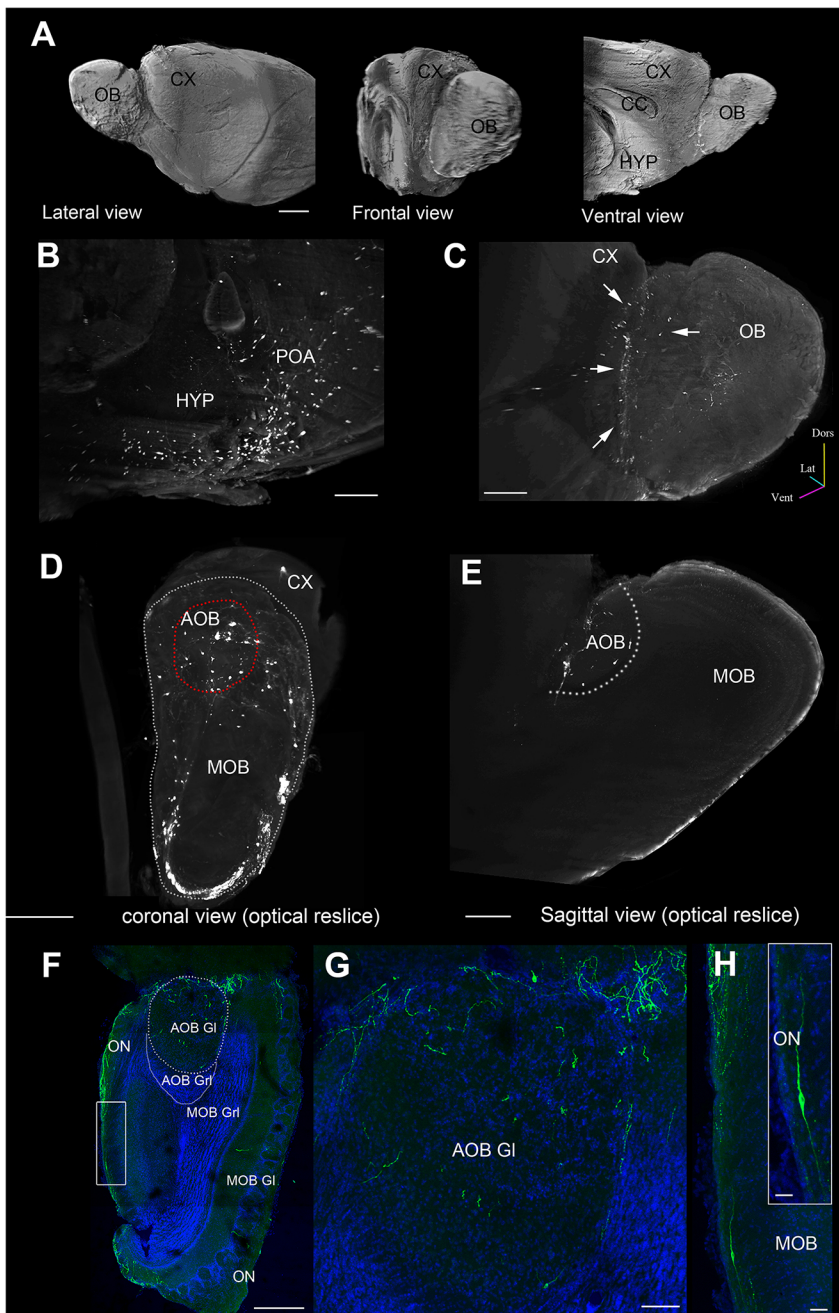 A
OB
CX
Lateral view
CX
OB
Frontal view
CX
CC
OB
HYP
Ventral view
B
POA
HYP
C
CX
OB
Dors
Lat
Vent
D
CX
AOB
MOB
coronal view (optical reslice)
E
AOB
MOB
Sagittal view (optical reslice)
F
AOB Gl
ON
AOB Grl
MOB Grl
MOB Gl
ON
G
AOB Gl
H
ON
MOB